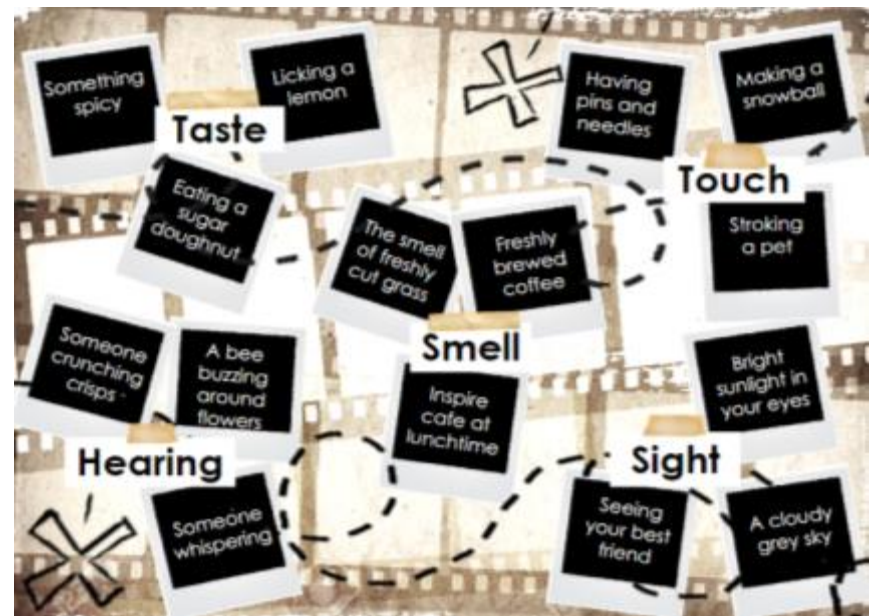 Something
spicy
Licking a
lemon
Taste
Eating a
sugar
doughnut
Having
pins and
needles
Making a
snowball
Touch
Stroking
a pet
The smell
of freshly
cut grass
Freshly
brewed
coffee
Smell
Inspire
cafe at
lunchtime
Someone
crunching
crisps
A bee
buzzing
around
flowers
Hearing
Someone
whispering
Bright
sunlight in
your eyes
Sight
Seeing
your best
friend
A cloudy
grey sky